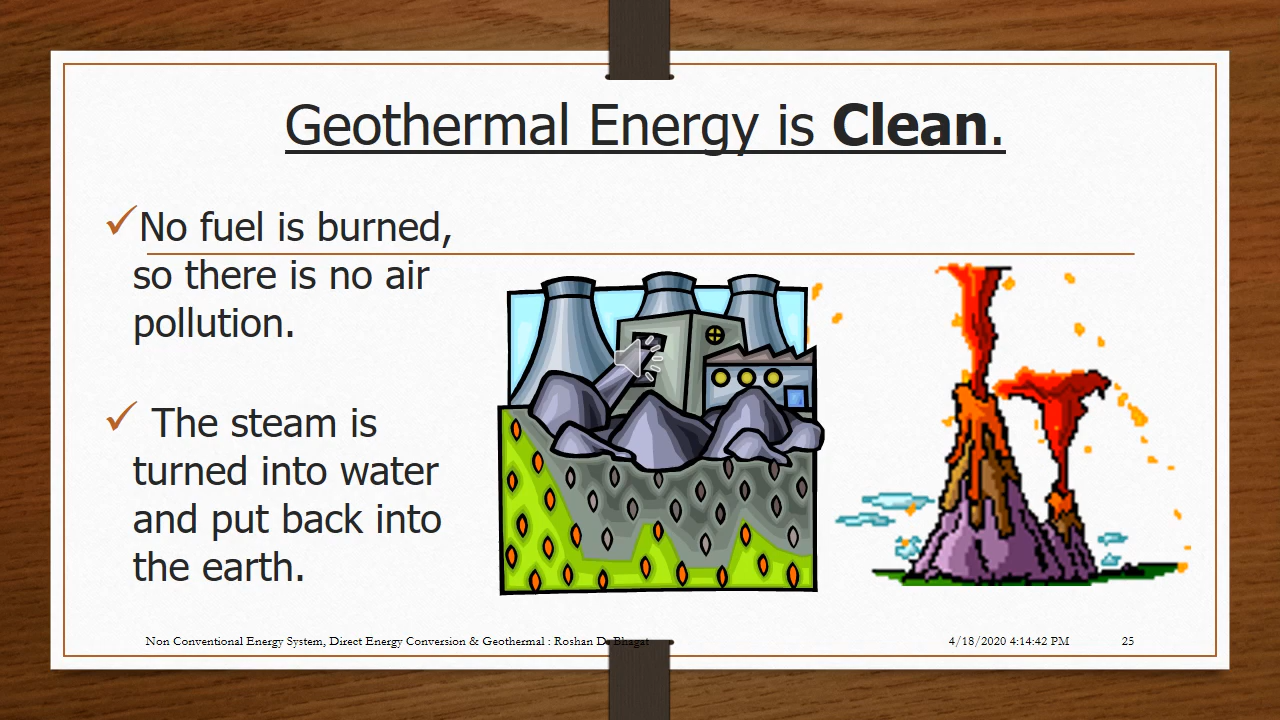 Geothermal Energy is Clean.
No fuel is burned,
so there is no air
pollution.
The steam is
turned into water
and put back into
the earth.
Non Conventional Energy System, Direct Energy Conversion & Geothermal : Roshan D. Bhagat
4/18/2020 4:14:42 PM
25